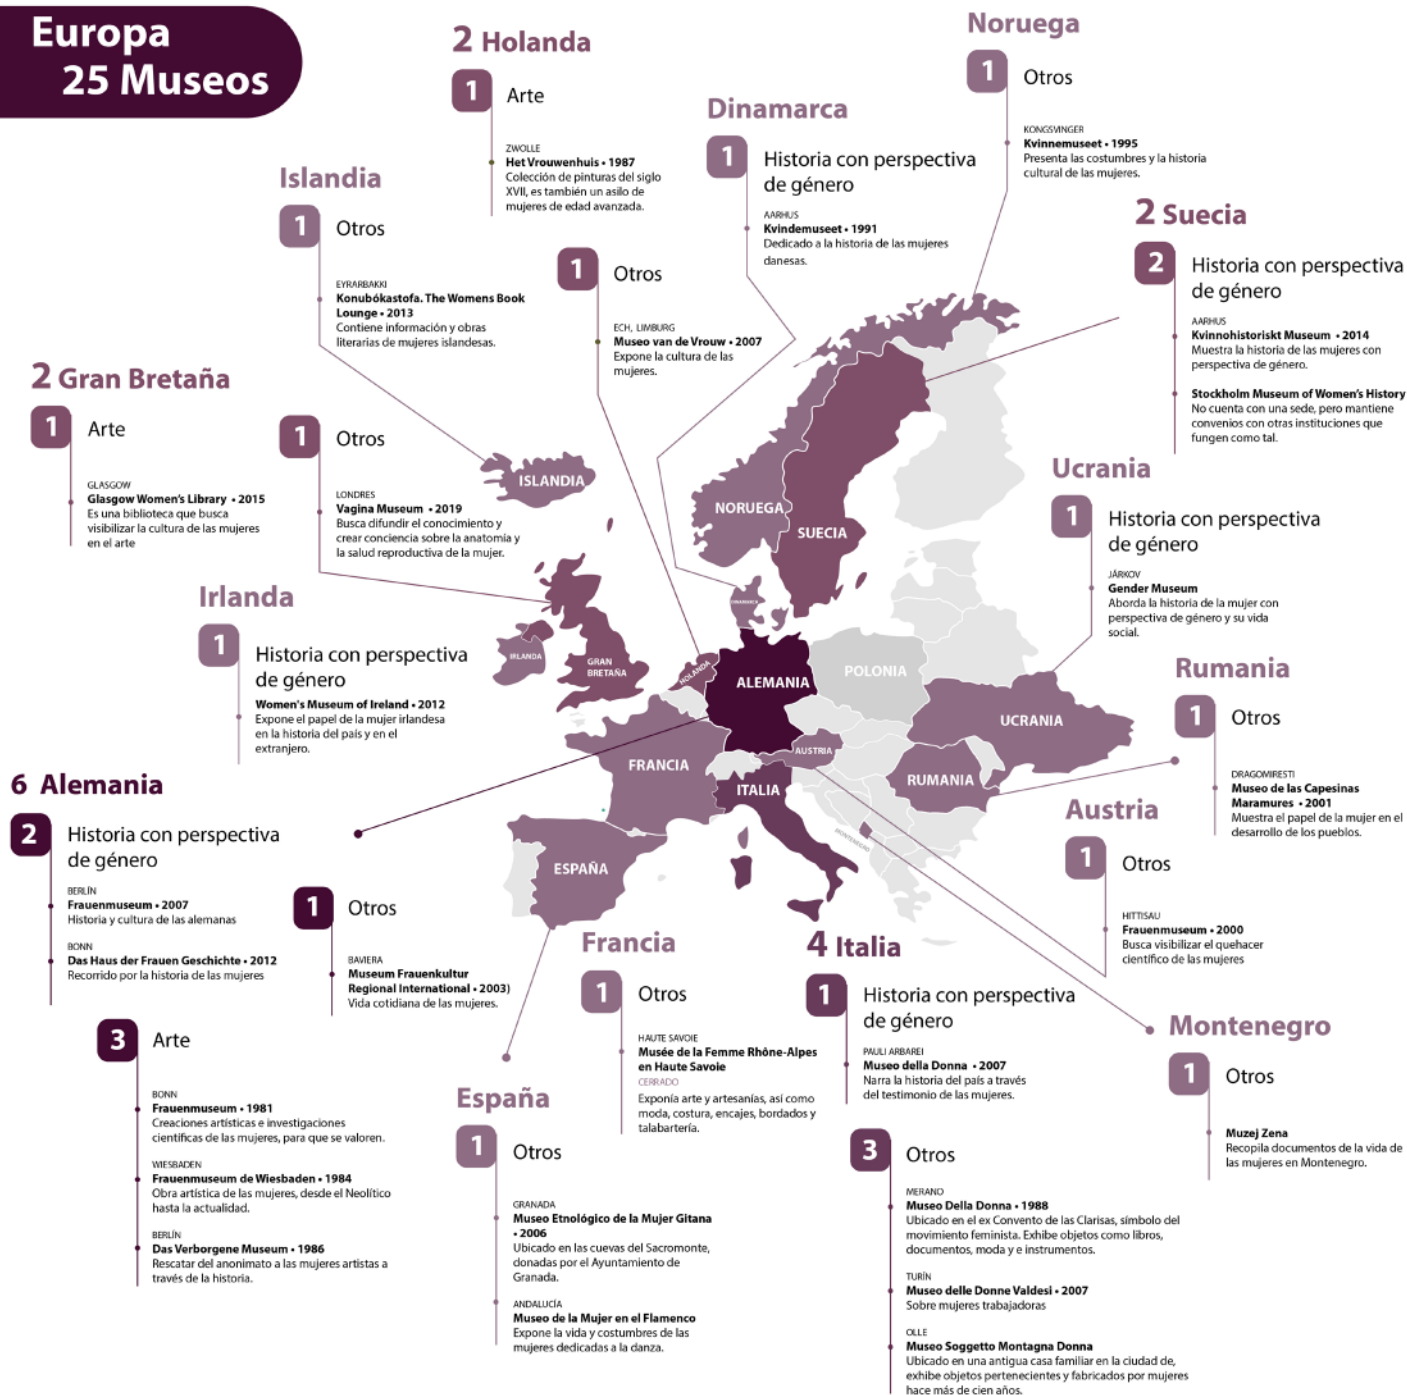 Europa
25 Museos
2 Holanda
1
Arte
ZWOLLE
Het Vrouwenhuis • 1987
Colección de pinturas del siglo
XVII, es también un asilo de
mujeres de edad avanzada.
1
Otros
ECH, LIMBURG
Museo van de Vrouw • 2007
Expone la cultura de las
mujeres.
Noruega
1
Otros
KONGSVINGER
Kvinnemuseet • 1995
Presenta las costumbres y la historia
cultural de las mujeres.
Dinamarca
1
Historia con perspectiva
de género
AARHUS
Kvindemuseet • 1991
Dedicado a la historia de las mujeres
danesas.
Islandia
1
Otros
EYRARBAKKI
Konubókastofa. The Womens Book
Lounge • 2013
Contiene información y obras
literarias de mujeres islandesas.
2 Suecia
2
Historia con perspectiva
de género
AARHUS
Kvinnohistoriskt Museum • 2014
Muestra la historia de las mujeres con
perspectiva de género.
Stockholm Museum of Women's History
No cuenta con una sede, pero mantiene
convenios con otras instituciones que
fungen como tal.
2 Gran Bretaña
1
Arte
GLASGOW
Glasgow Women's Library • 2015
Es una biblioteca que busca
visibilizar la cultura de las mujeres
en el arte
1
Otros
LONDRES
Vagina Museum • 2019
Busca difundir el conocimiento y
crear conciencia sobre la anatomía y
la salud reproductiva de la mujer.
Ucrania
1
Historia con perspectiva
de género
JÁRKOV
Gender Museum
Aborda la historia de la mujer con
perspectiva de género y su vida
social.
Irlanda
1
Historia con perspectiva
de género
Women's Museum of Ireland • 2012
Expone el papel de la mujer irlandesa
en la historia del país y en el
extranjero.
ISLANDIA
NORUEGA
SUECIA
DINAMARCA
IRLANDA
GRAN
BRETAÑA
HOLANDA
ALEMANIA
POLONIA
UCRANIA
FRANCIA
AUSTRIA
RUMANIA
ITALIA
MONTENEGRO
ESPAÑA
Rumania
1
Otros
DRAGOMIRESTI
Museo de las Capesinas
Maramures • 2001
Muestra el papel de la mujer en el
desarrollo de los pueblos.
Austria
1
Otros
HITTISAU
Frauenmuseum • 2000
Busca visibilizar el quehacer
científico de las mujeres
6 Alemania
2
Historia con perspectiva
de género
BERLÍN
Frauenmuseum • 2007
Historia y cultura de las alemanas
BONN
Das Haus der Frauen Geschichte • 2012
Recorrido por la historia de las mujeres
1
Otros
BAVIERA
Museum Frauenkultur
Regional International • 2003)
Vida cotidiana de las mujeres.
3
Arte
BONN
Frauenmuseum • 1981
Creaciones artísticas e investigaciones
científicas de las mujeres, para que se valoren.
WIESBADEN
Frauenmuseum de Wiesbaden • 1984
Obra artística de las mujeres, desde el Neolítico
hasta la actualidad.
BERLÍN
Das Verborgene Museum • 1986
Rescatar del anonimato a las mujeres artistas a
través de la historia.
Francia
1
Otros
HAUTE SAVOIE
Musée de la Femme Rhône-Alpes
en Haute Savoie
CERRADO
Exponía arte y artesanías, asi como
moda, costura, encajes, bordados y
talabartería.
España
1
Otros
GRANADA
Museo Etnológico de la Mujer Gitana
• 2006
Ubicado en las cuevas del Sacromonte,
donadas por el Ayuntamiento de
Granada.
ANDALUCÍA
Museo de la Mujer en el Flamenco
Expone la vida y costumbres de las
mujeres dedicadas a la danza.
4 Italia
1
Historia con perspectiva
de género
PAULI ARBAREI
Museo della Donna • 2007
Narra la historia del país a través
del testimonio de las mujeres.
3
Otros
MERANO
Museo Della Donna • 1988
Ubicado en el ex Convento de las Clarisas, símbolo del
movimiento feminista. Exhibe objetos como libros,
documentos, moda y e instrumentos.
TURÍN
Museo delle Donne Valdesi • 2007
Sobre mujeres trabajadoras
OLLE
Museo Soggetto Montagna Donna
Ubicado en una antigua casa familiar en la ciudad de,
exhibe objetos pertenecientes y fabricados por mujeres
hace más de cien años.
Montenegro
1
Otros
Muzej Zena
Recopila documentos de la vida de
las mujeres en Montenegro.